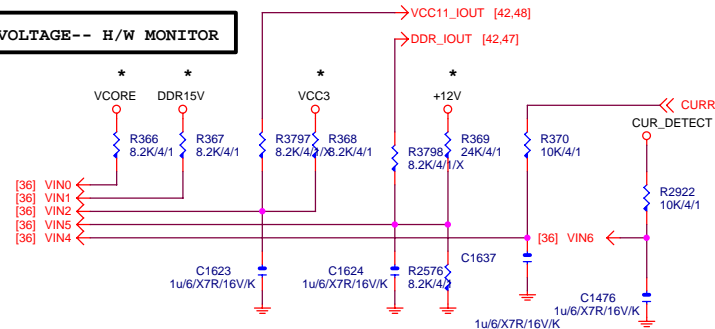 VCC11_IOUT [42,48]
VOLTAGE-- H/W MONITOR
DDR_IOUT [42,47]
* * * *
VCORE DDR15V VCC3 +12V
CURR
CUR_DETECT
R366 8.2K/4/1
R367 8.2K/4/1
R3797 8.2K/4/1/X
R368 8.2K/4/1
R3798 8.2K/4/1/X
R369 24K/4/1
R370 10K/4/1
[36] VIN0
[36] VIN1
[36] VIN2
[36] VIN5
[36] VIN4
R2922 10K/4/1
[36] VIN6
C1623 1u/6/X7R/16V/K
C1624 1u/6/X7R/16V/K
R2576 8.2K/4/1
C1637 1u/6/X7R/16V/K
C1476 1u/6/X7R/16V/K